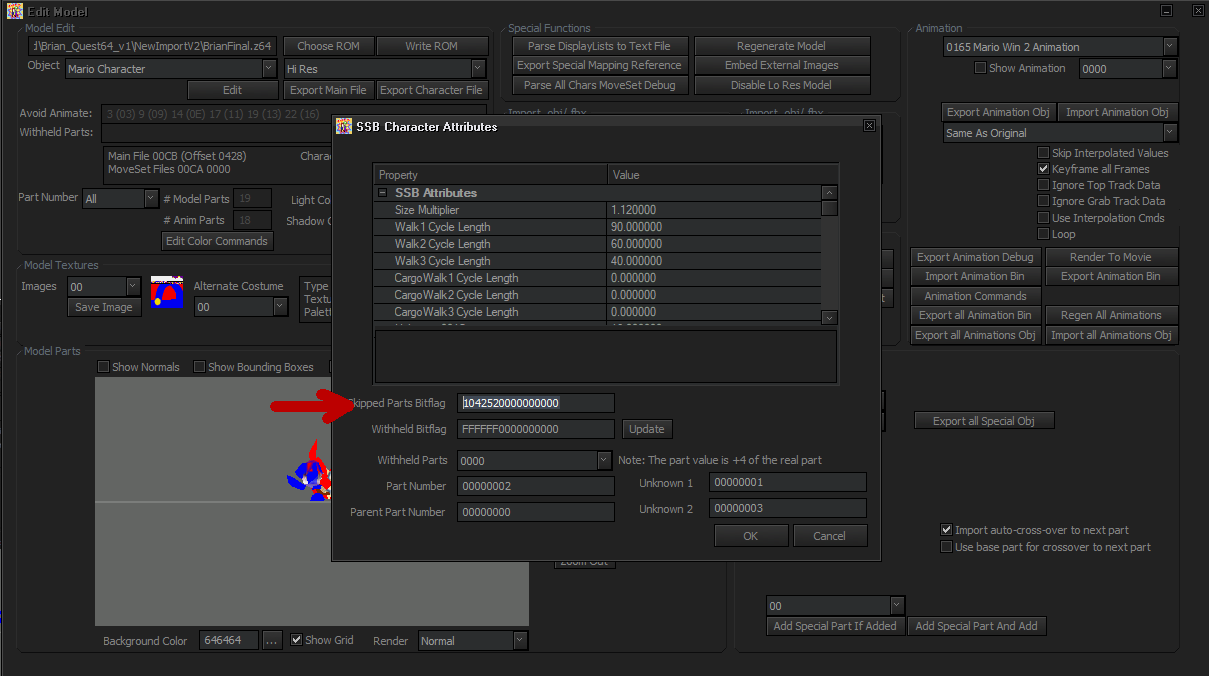 Edit Model
Model Edit
d\Brian_Quest64_v1\NewImportV2\BrianFinal.z64
Choose ROM
Write ROM
Object
Mario Character
Hi Res
Edit
Export Main File
Export Character File
Avoid Animate:
3 (03) 9 (09) 14 (0E) 17 (11) 19 (13) 22 (16)
Withheld Parts:
Main File 00CB (Offset 0428)
Chara
MoveSet Files 00CA 0000
Part Number
All
# Model Parts
19
Light Co
# Anim Parts
18
Shadow C
Edit Color Commands
Special Functions
Parse DisplayLists to Text File
Regenerate Model
Export Special Mapping Reference
Embed External Images
Parse All Chars MoveSet Debug
Disable Lo Res Model
Import .obj/.fbx
Import .obj/.fbx
Animation
0165 Mario Win 2 Animation
Show Animation
0000
Export Animation Obj
Import Animation Obj
Same As Original
Skip Interpolated Values
Keyframe all Frames
Ignore Top Track Data
Ignore Grab Track Data
Use Interpolation Cmds
Loop
Export Animation Debug
Render To Movie
Import Animation Bin
Export Animation Bin
Animation Commands
Export all Animation Bin
Regen All Animations
Export all Animations Obj
Import all Animations Obj
Model Textures
Images
00
Save Image
Alternate Costume
00
Type
Textu
Palett
Model Parts
Show Normals
Show Bounding Boxes
SSB Character Attributes
Property
Value
SSB Attributes
Size Multiplier
1.120000
Walk1 Cycle Length
90.000000
Walk2 Cycle Length
60.000000
Walk3 Cycle Length
40.000000
CargoWalk1 Cycle Length
0.000000
CargoWalk2 Cycle Length
0.000000
CargoWalk3 Cycle Length
0.000000
Skipped Parts Bitflag
1042520000000000
Withheld Bitflag
FFFFFF0000000000
Update
Withheld Parts
0000
Note: The part value is +4 of the real part
Part Number
00000002
Unknown 1
00000001
Parent Part Number
00000000
Unknown 2
00000003
OK
Cancel
Zoom Out
Export all Special Obj
Import auto-cross-over to next part
Use base part for crossover to next part
00
Add Special Part If Added
Add Special Part And Add
Background Color
646464
...
Show Grid
Render
Normal